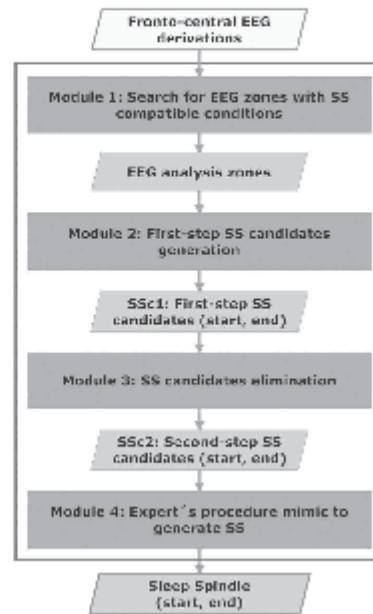 Fronto-central EEG
derivations
Module 1: Search for EEG zones with SS
compatible conditions
EEG analysis zones
Module 2: First-step SS candidates
generation
SSc1: First-step SS
candidates (start, end)
Module 3: SS candidates elimination
SSc2: Second-step SS
candidates (start, end)
Module 4: Expert´s procedure mimic to
generate SS
Sleep Spindle
(start, end)